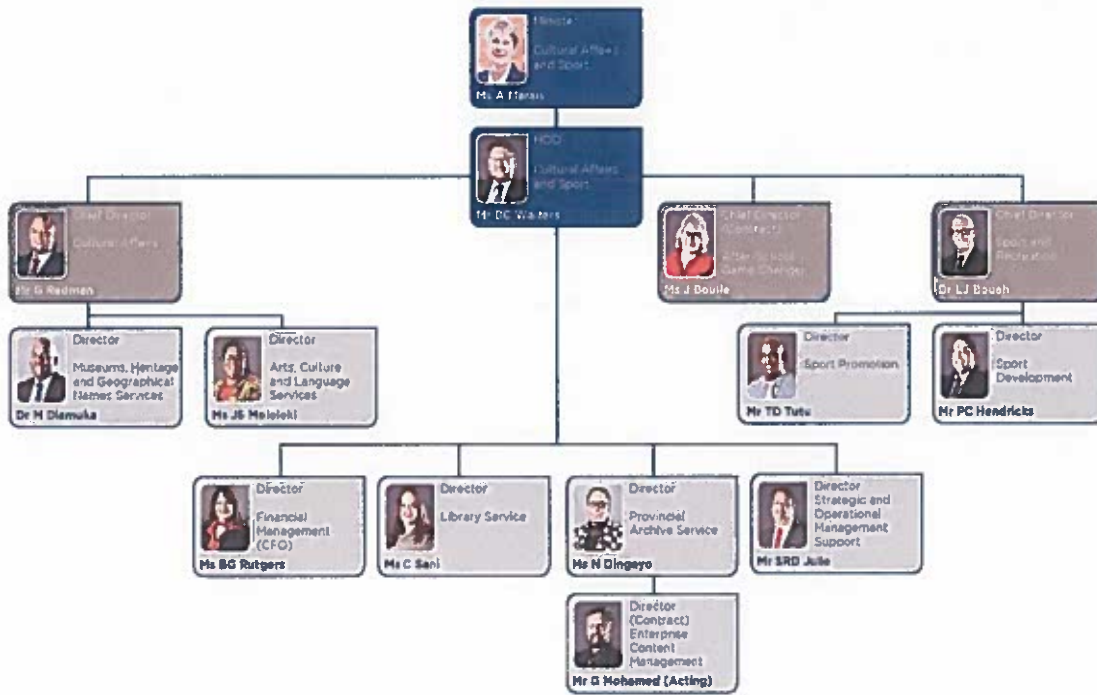 Minister
Cultural Affairs
and Sport
Ms A Marais
HOD
Cultural Affairs
and Sport
Mr DC Walters
Chief Director
Cultural Affairs
Mr G Redman
Chief Director
(Contract)
After School
Game Changer
Ms J Boulle
Chief Director
Sport and
Recreation
Dr LJ Bouah
Director
Museums, Heritage
and Geographical
Names Services
Dr M Dlamuka
Director
Arts, Culture
and Language
Services
Ms JS Moleleki
Director
Sport Promotion
Mr TD Tutu
Director
Sport
Development
Mr PC Hendricks
Director
Financial
Management
(CFO)
Ms BG Rutgers
Director
Library Service
Ms C Sani
Director
Provincial
Archive Service
Ms N Dingayo
Director
Strategic and
Operational
Management
Support
Mr SRD Julie
Director
(Contract)
Enterprise
Content
Management
Mr G Mohamed (Acting)